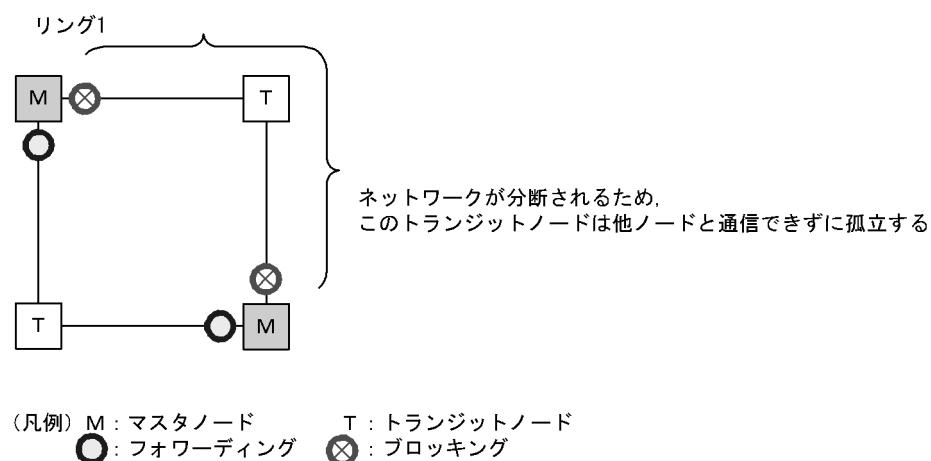 リング1
M
T
ネットワークが分断されるため,
このトランジットノードは他ノードと通信できずに孤立する
T
M
(凡例) M:マスタノード T:トランジットノード
:フォワーディング :ブロッキング